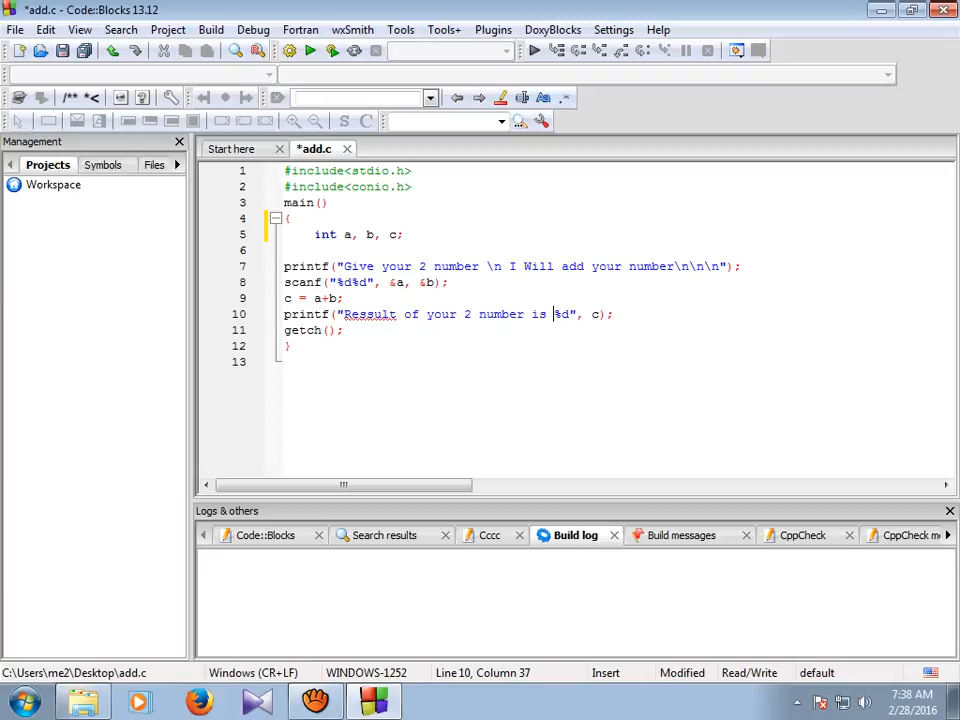 *add.c - Code::Blocks 13.12
File Edit View Search Project Build Debug Fortran wxSmith Tools Tools+ Plugins DoxyBlocks Settings Help
/** *<
S C
Management
Projects Symbols Files
Workspace
Start here *add.c
1 #include<stdio.h>
2 #include<conio.h>
3 main()
4 {
5 int a, b, c;
6
7 printf("Give your 2 number \n I Will add your number\n\n\n");
8 scanf("%d%d", &a, &b);
9 c = a+b;
10 printf("Ressult of your 2 number is %d", c);
11 getch();
12 }
13
Logs & others
Code::Blocks Search results Cccc Build log Build messages CppCheck CppCheck me
C:\Users\me2\Desktop\add.c Windows (CR+LF) WINDOWS-1252 Line 10, Column 37 Insert Modified Read/Write default
7:38 AM
2/28/2016